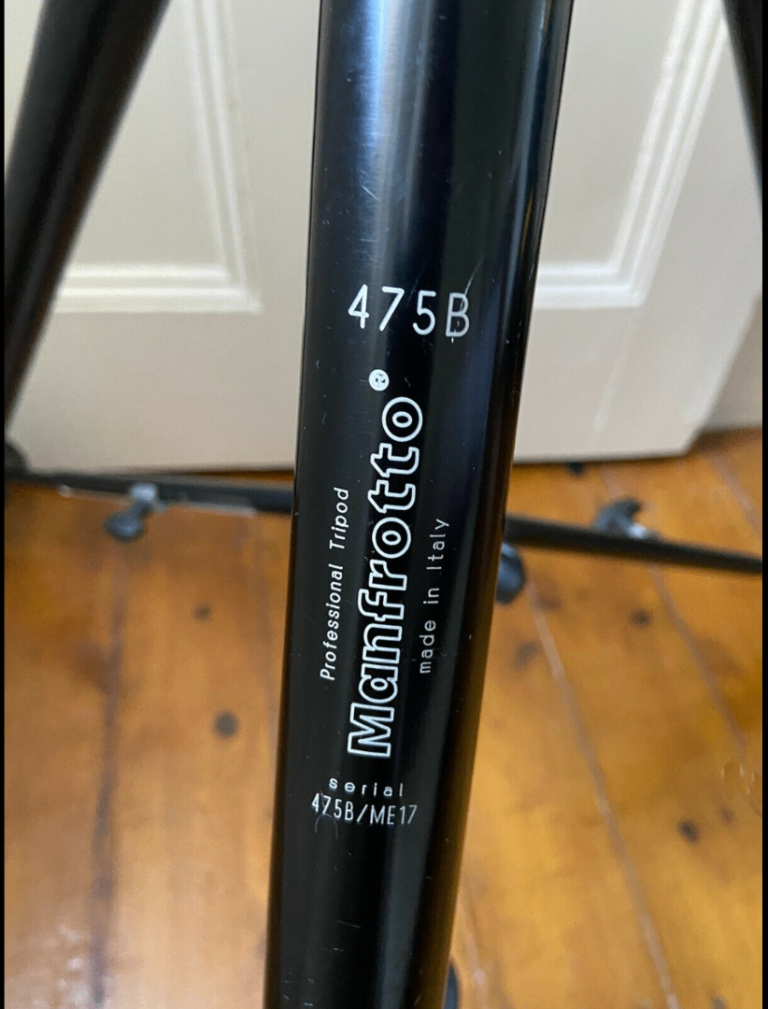 475B
Professional Tripod
Manfrotto®
made in Italy
serial
475B/ME17